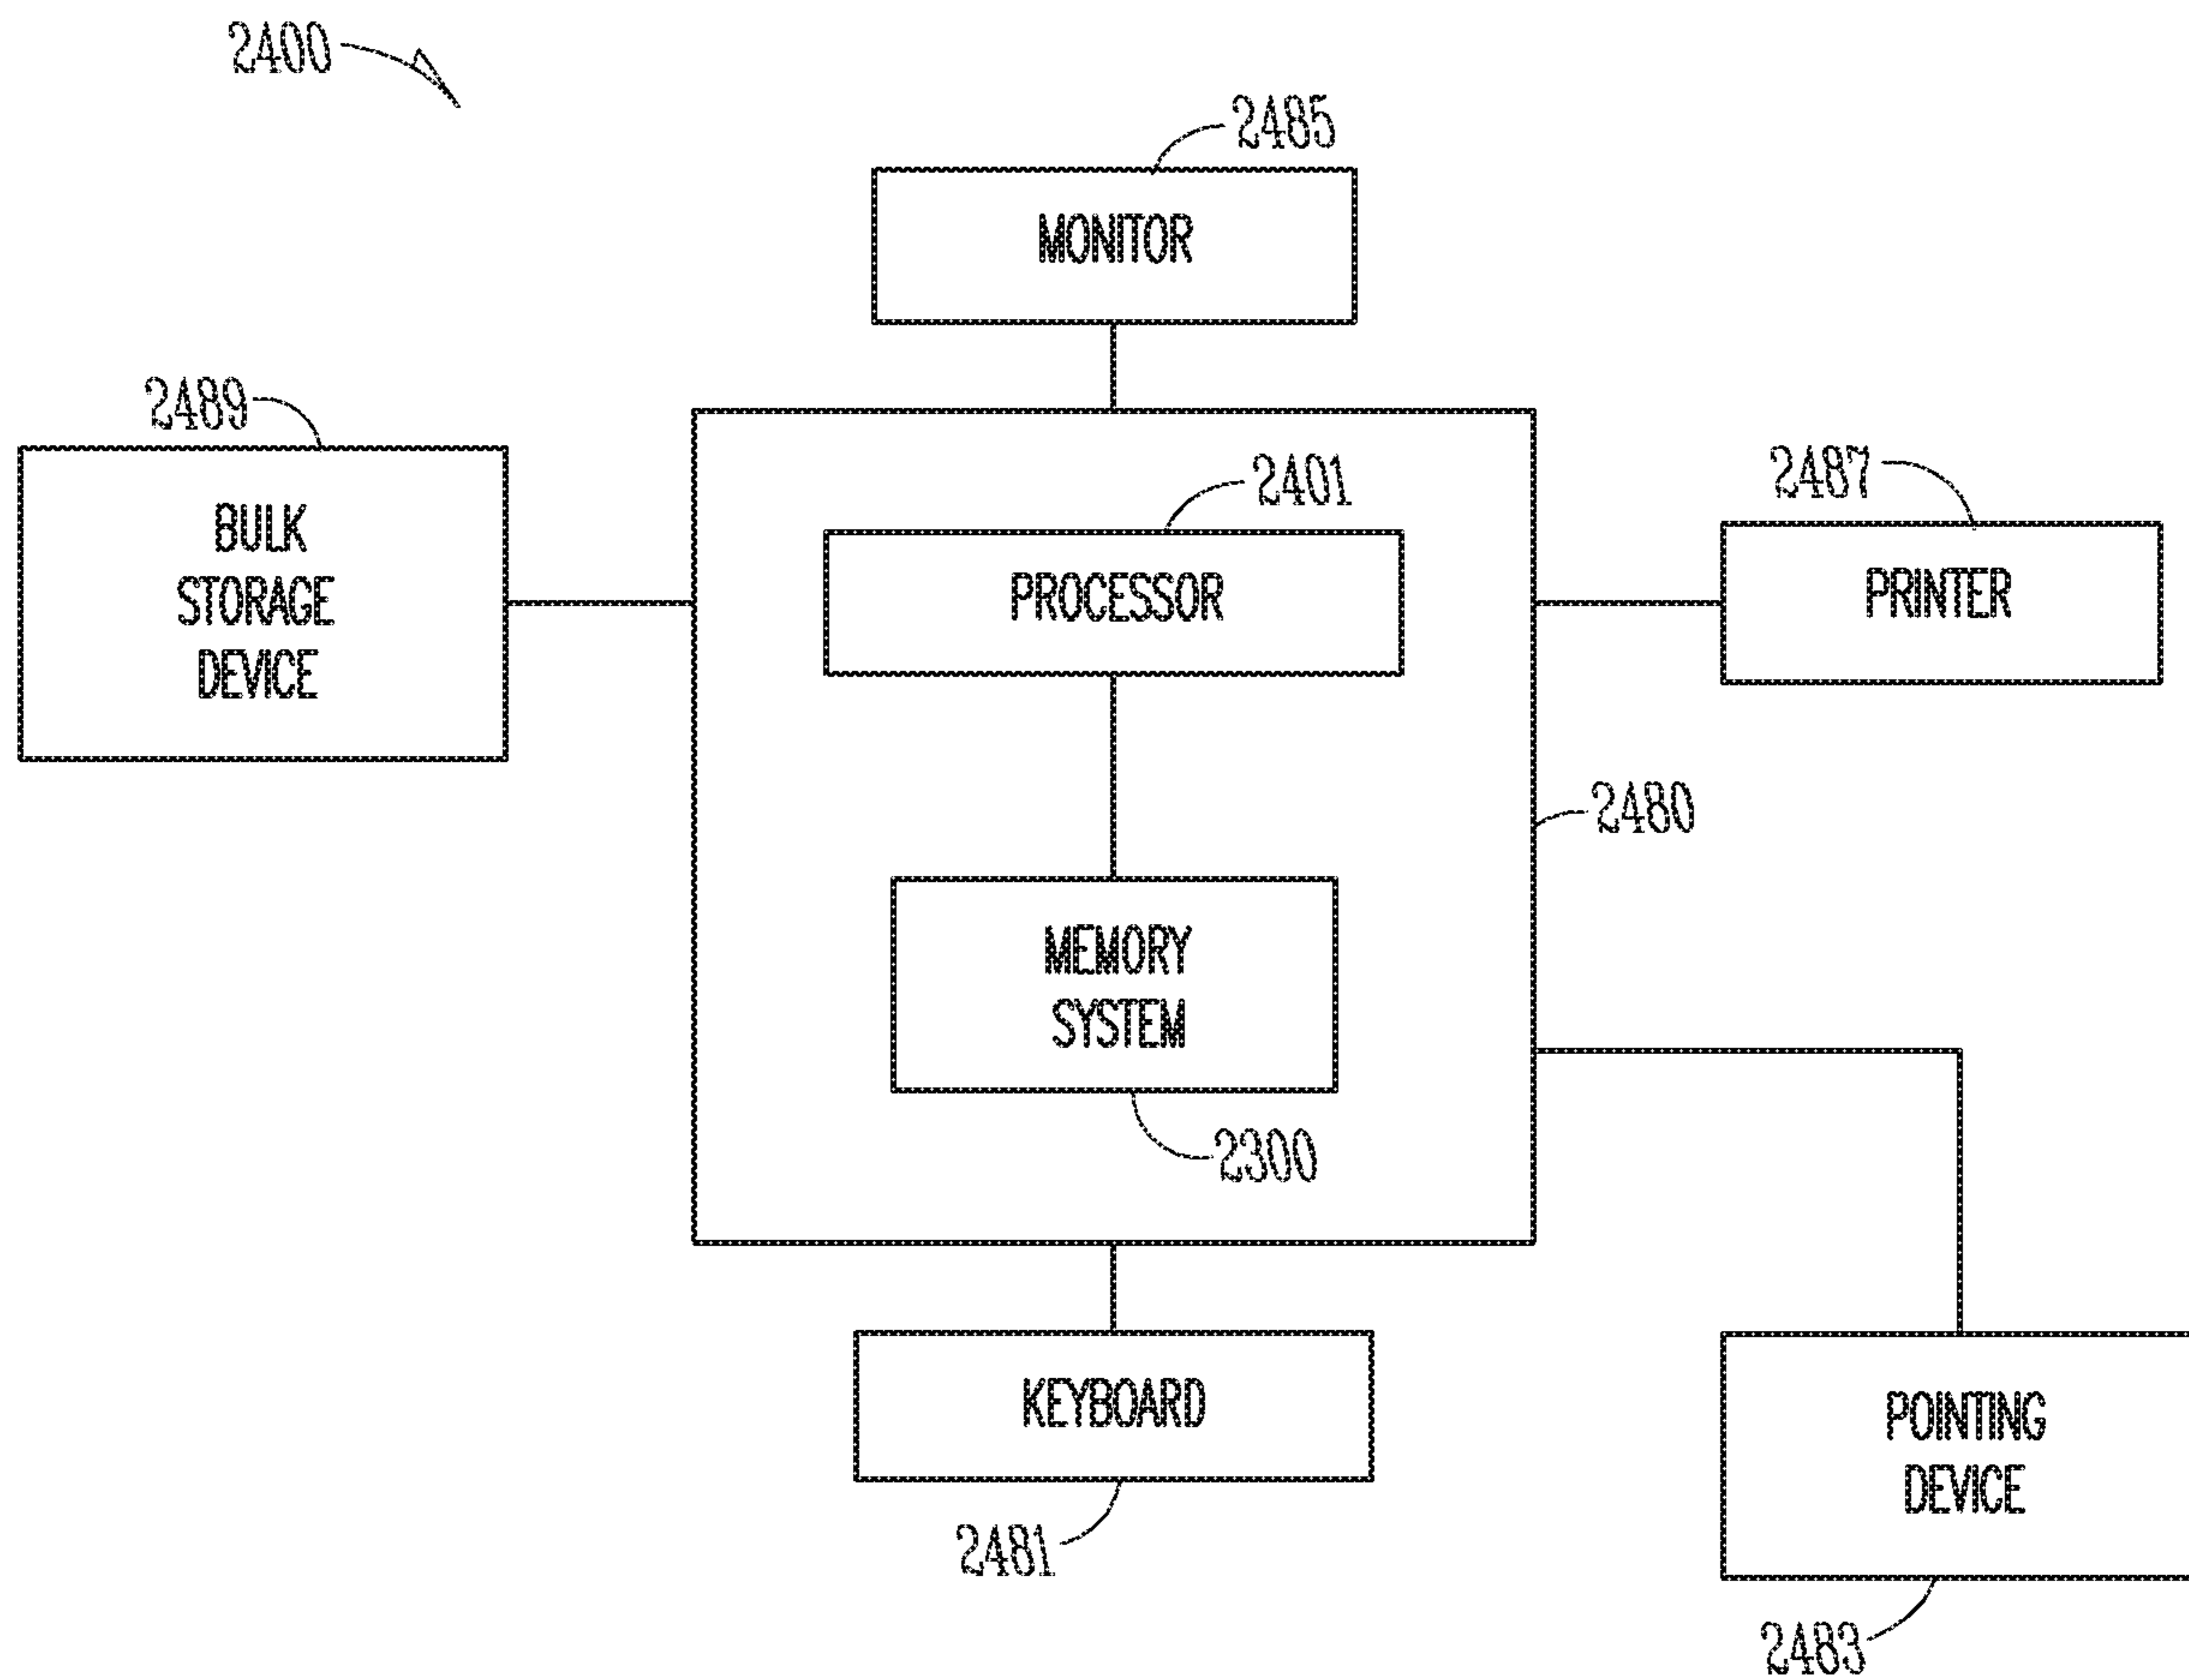 2400
2485
MONITOR
2489
BULK
STORAGE
DEVICE
2401
PROCESSOR
2487
PRINTER
2480
MEMORY
SYSTEM
2300
KEYBOARD
2481
POINTING
DEVICE
2483